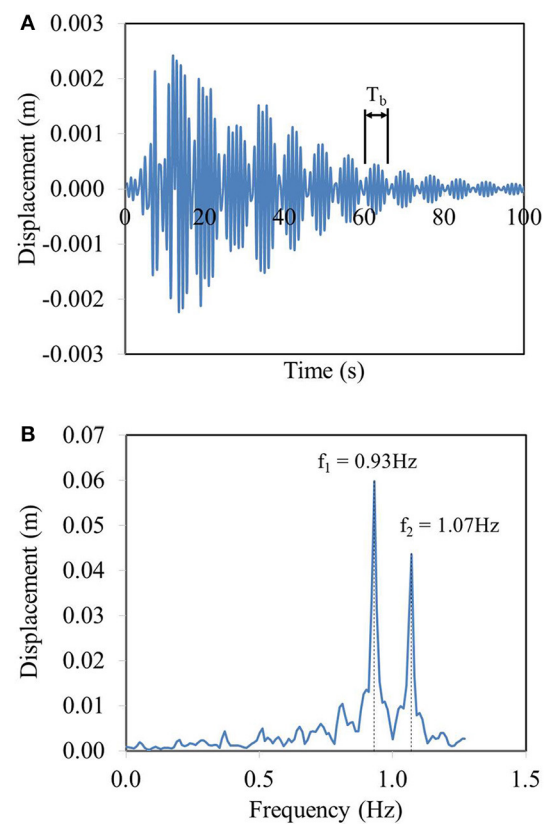 A
0.003
0.002
0.001
0.000
-0.001
-0.002
-0.003
Displacement (m)
T_b
0 20 40 60 80 100
Time (s)
B
0.07
0.06
0.05
0.04
0.03
0.02
0.01
0.00
Displacement (m)
f₁ = 0.93Hz
f₂ = 1.07Hz
0.0 0.5 1.0 1.5
Frequency (Hz)